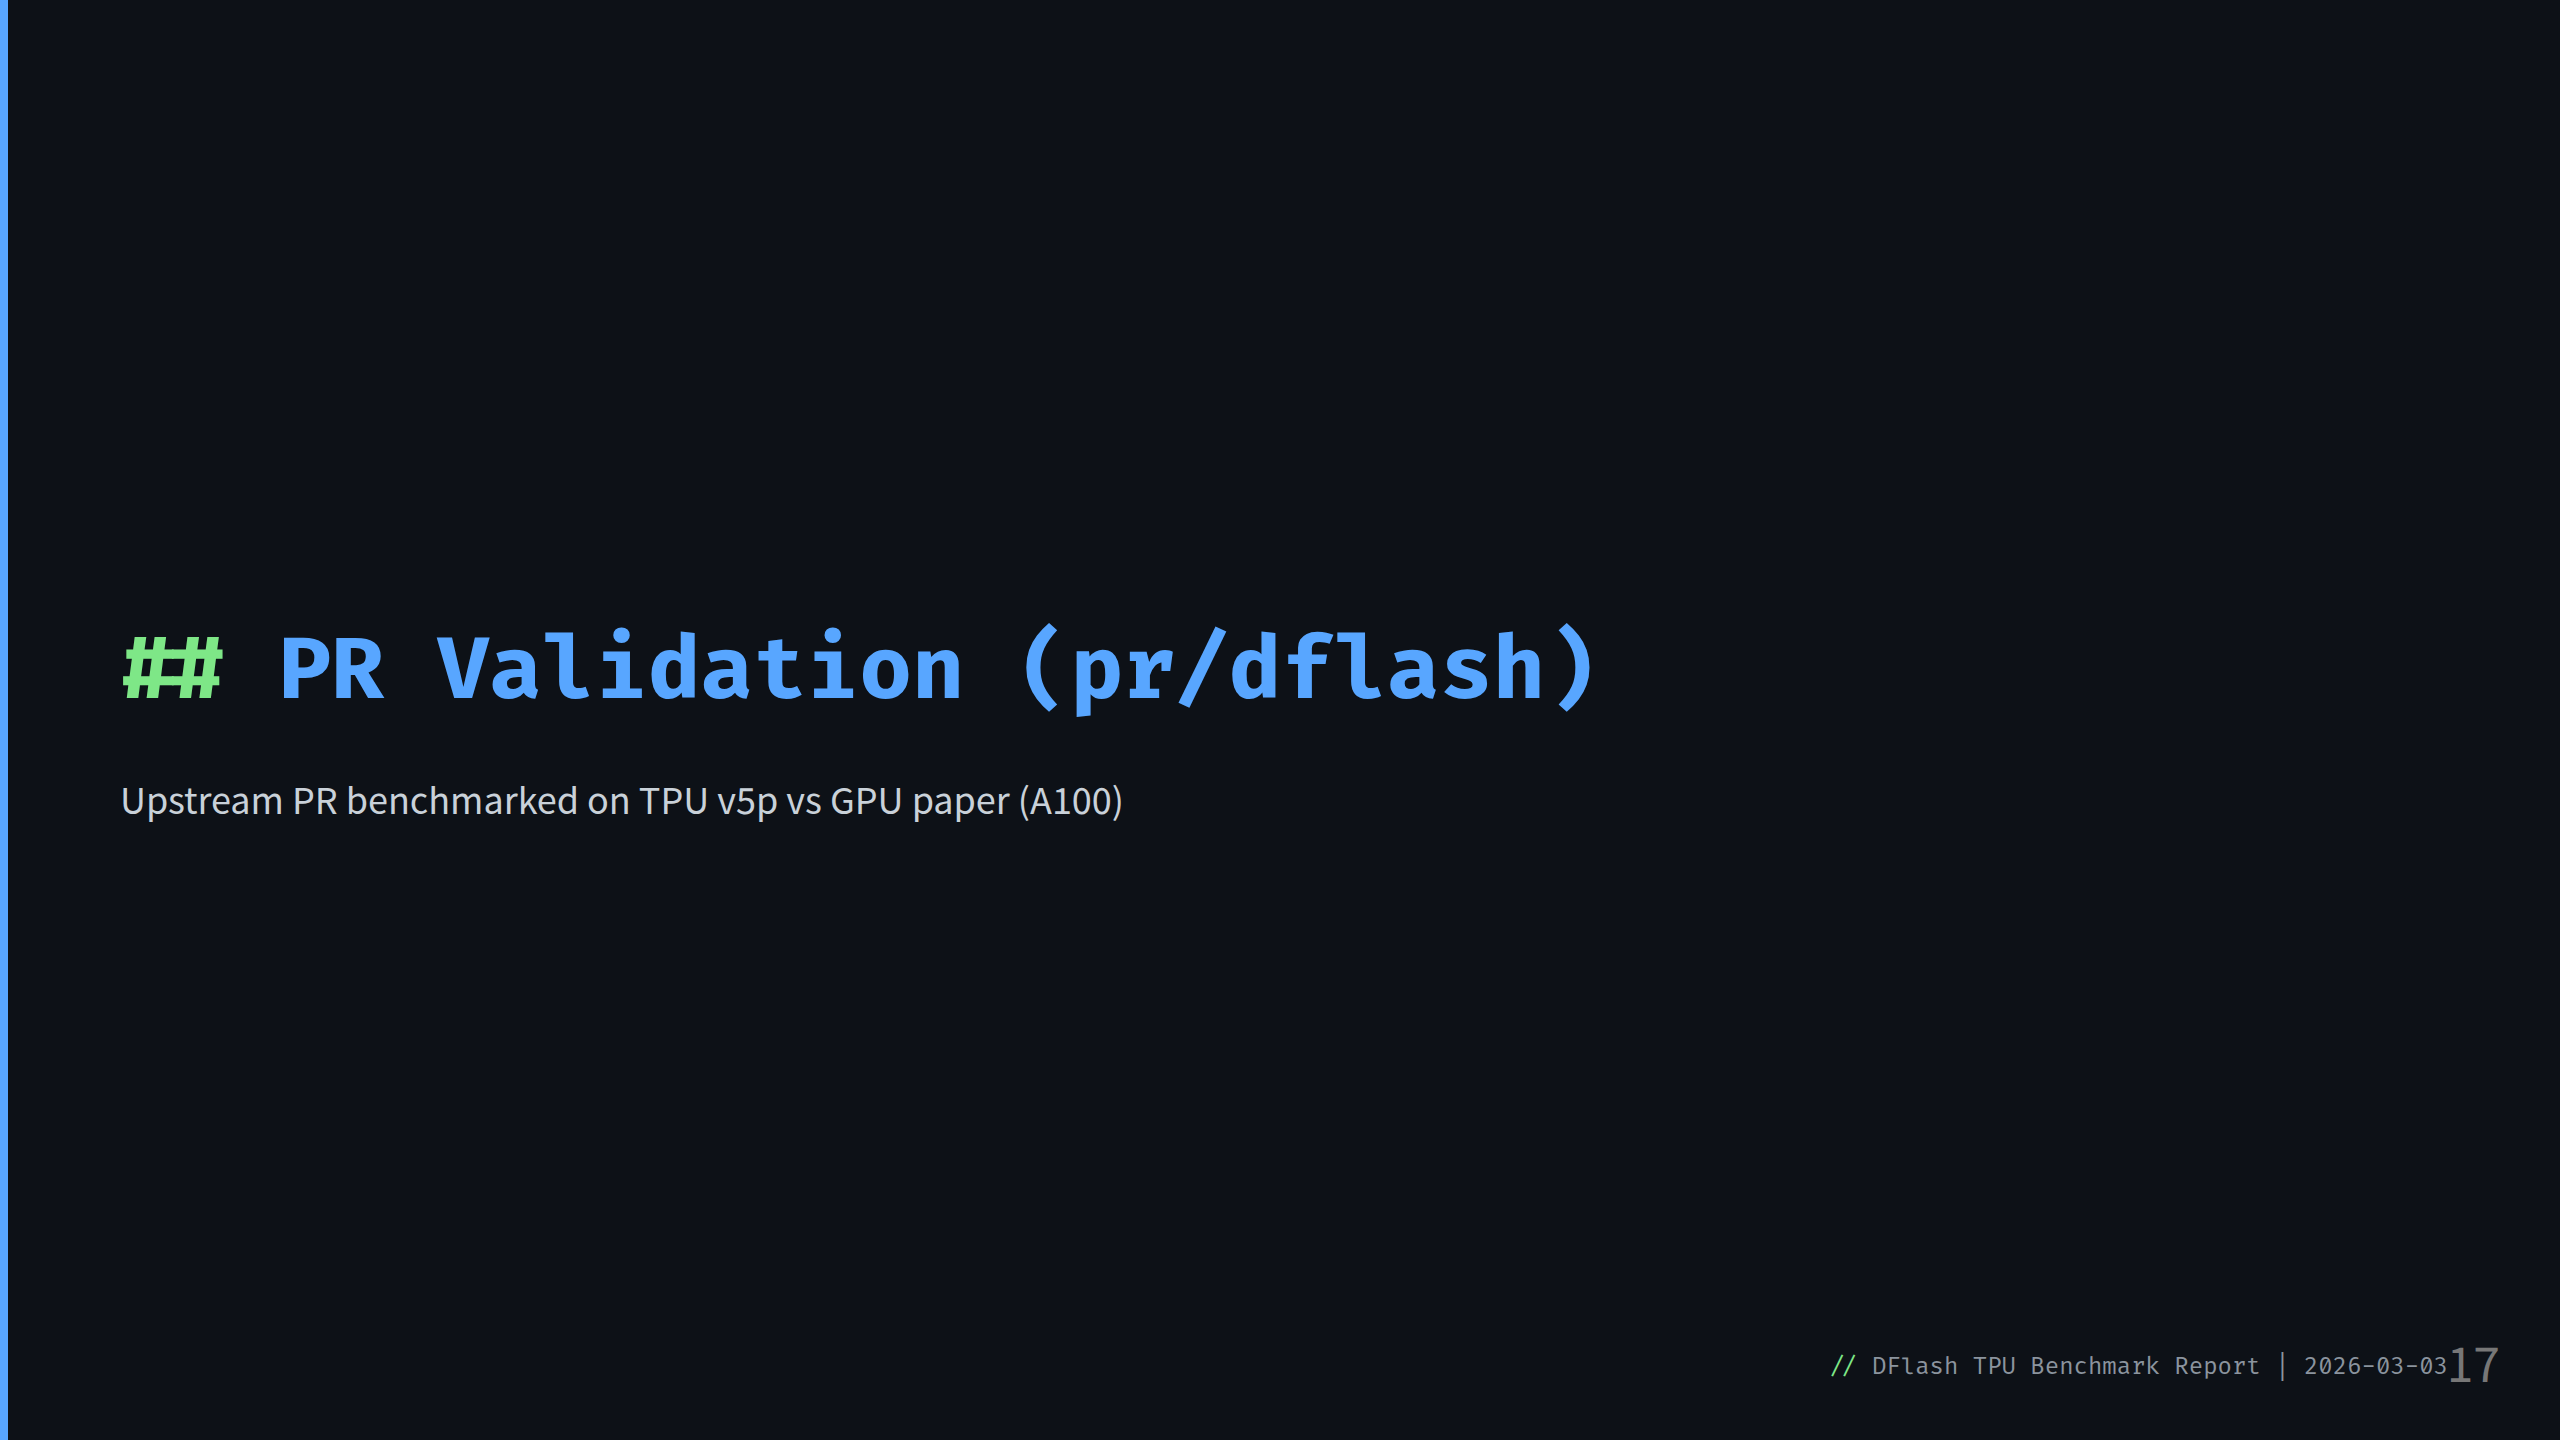 ## PR Validation (pr/dflash)
Upstream PR benchmarked on TPU v5p vs GPU paper (A100)
// DFlash TPU Benchmark Report | 2026-03-03
17